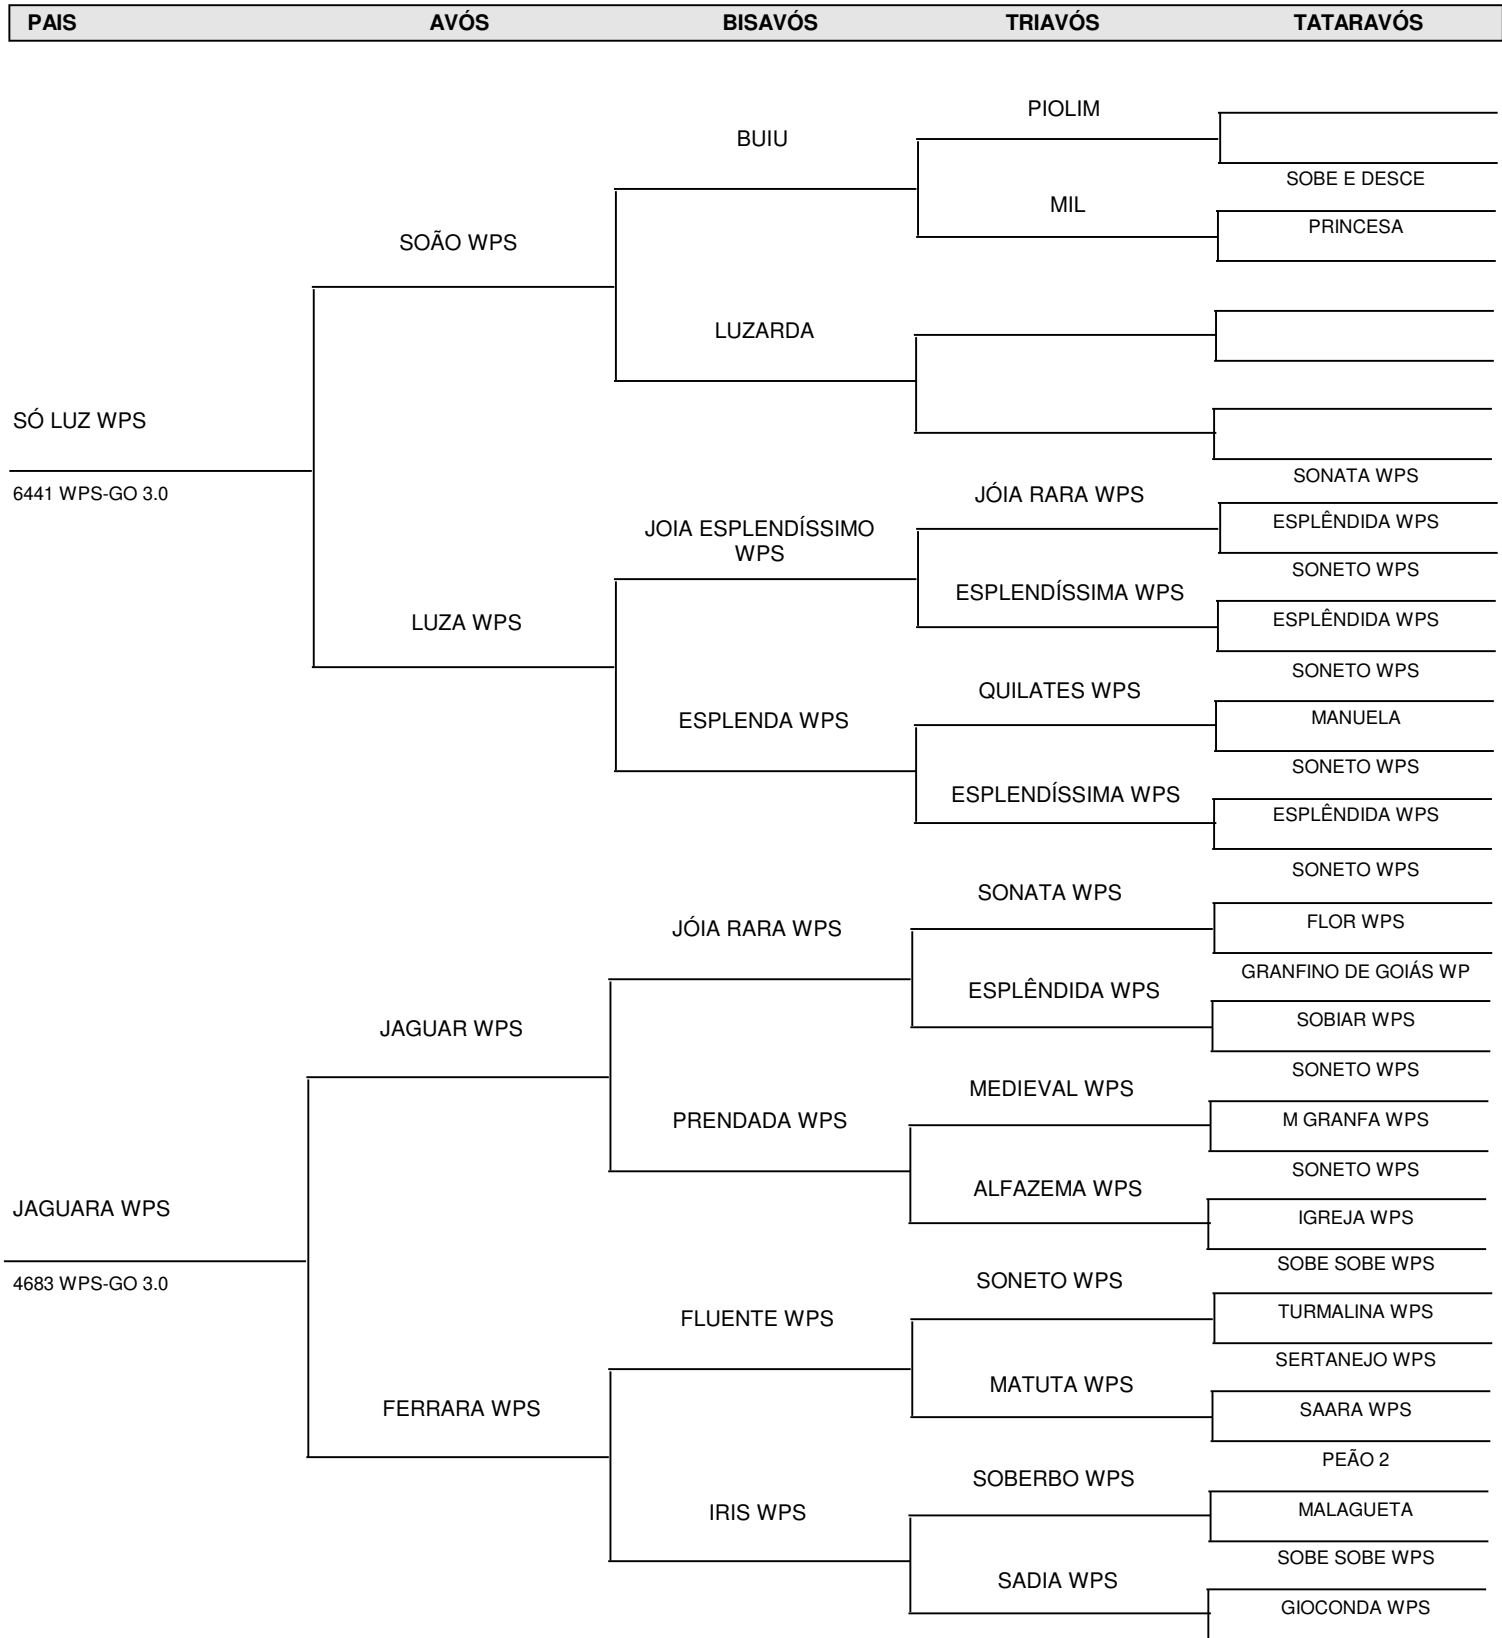 PAIS AVÓS BISAVÓS TRIAVÓS TATARAVÓS
PIOLIM
BUIU
SOBE E DESCE
MIL
PRINCESA
SOÃO WPS
LUZARDA
SÓ LUZ WPS
6441 WPS-GO 3.0
SONATA WPS
JÓIA RARA WPS
ESPLÊNDIDA WPS
JOIA ESPLENDÍSSIMO
WPS
SONETO WPS
ESPLENDÍSSIMA WPS
ESPLÊNDIDA WPS
LUZA WPS
SONETO WPS
QUILATES WPS
MANUELA
ESPLENDA WPS
SONETO WPS
ESPLENDÍSSIMA WPS
ESPLÊNDIDA WPS
SONETO WPS
SONATA WPS
FLOR WPS
JÓIA RARA WPS
GRANFINO DE GOIÁS WP
ESPLÊNDIDA WPS
SOBIAR WPS
JAGUAR WPS
SONETO WPS
MEDIEVAL WPS
M GRANFA WPS
PRENDADA WPS
SONETO WPS
ALFAZEMA WPS
IGREJA WPS
JAGUARA WPS
4683 WPS-GO 3.0
SOBE SOBE WPS
SONETO WPS
TURMALINA WPS
FLUENTE WPS
SERTANEJO WPS
MATUTA WPS
SAARA WPS
FERRARA WPS
PEÃO 2
SOBERBO WPS
MALAGUETA
IRIS WPS
SOBE SOBE WPS
SADIA WPS
GIOCONDA WPS